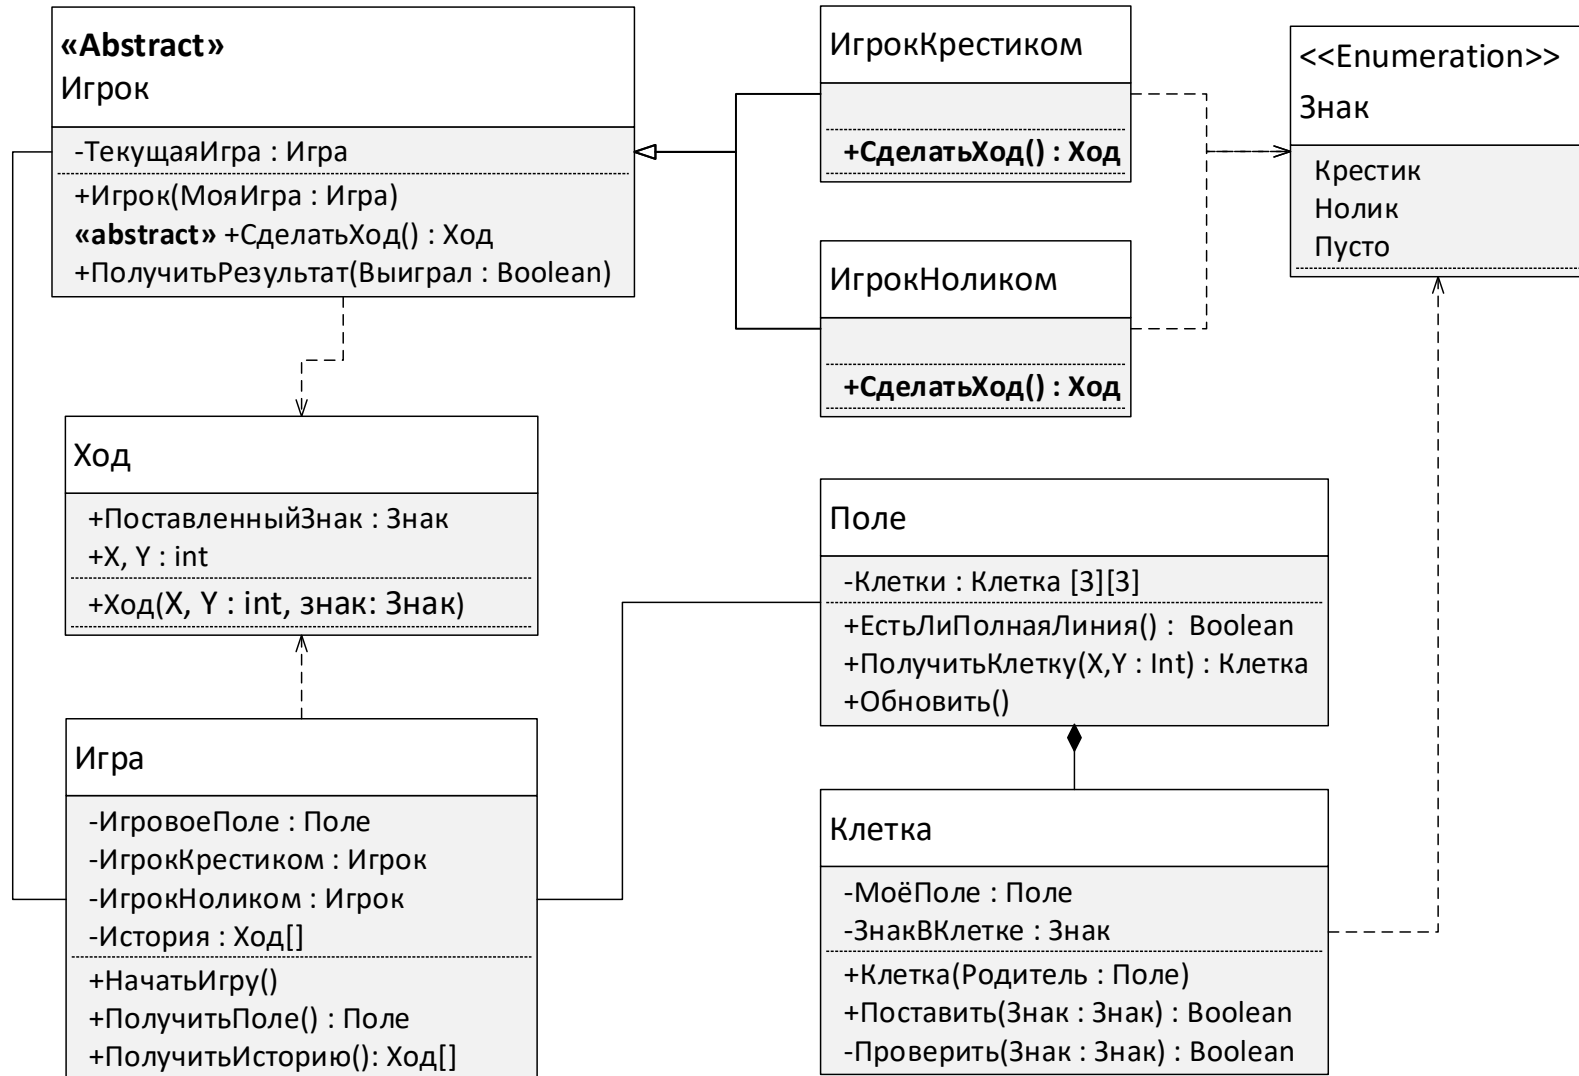 «Abstract»
Игрок
-ТекущаяИгра : Игра
+Игрок(МояИгра : Игра)
«abstract» +СделатьХод() : Ход
+ПолучитьРезультат(Выиграл : Boolean)
ИгрокКрестиком
+СделатьХод() : Ход
ИгрокНоликом
+СделатьХод() : Ход
<<Enumeration>>
Знак
Крестик
Нолик
Пусто
Ход
+ПоставленныйЗнак : Знак
+X, Y : int
+Ход(X, Y : int, знак: Знак)
Поле
-Клетки : Клетка [3][3]
+ЕстьЛиПолнаяЛиния() : Boolean
+ПолучитьКлетку(X,Y : Int) : Клетка
+Обновить()
Игра
-ИгровоеПоле : Поле
-ИгрокКрестиком : Игрок
-ИгрокНоликом : Игрок
-История : Ход[]
+НачатьИгру()
+ПолучитьПоле() : Поле
+ПолучитьИсторию(): Ход[]
Клетка
-МоёПоле : Поле
-ЗнакВКлетке : Знак
+Клетка(Родитель : Поле)
+Поставить(Знак : Знак) : Boolean
-Проверить(Знак : Знак) : Boolean